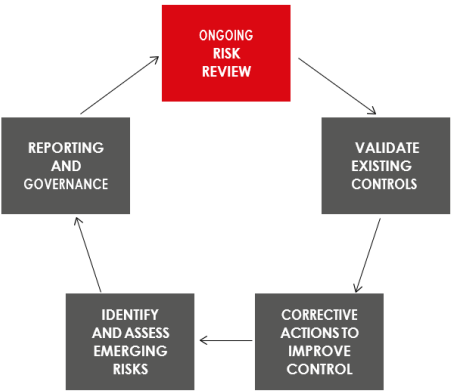 ONGOING
RISK
REVIEW
VALIDATE
EXISTING
CONTROLS
CORRECTIVE
ACTIONS TO
IMPROVE
CONTROL
IDENTIFY
AND ASSESS
EMERGING
RISKS
REPORTING
AND
GOVERNANCE